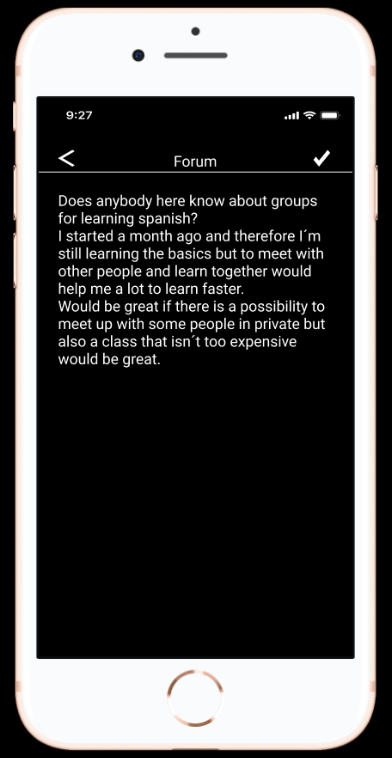 9:27
Forum
Does anybody here know about groups
for learning spanish?
I started a month ago and therefore I´m
still learning the basics but to meet with
other people and learn together would
help me a lot to learn faster.
Would be great if there is a possibility to
meet up with some people in private but
also a class that isn´t too expensive
would be great.